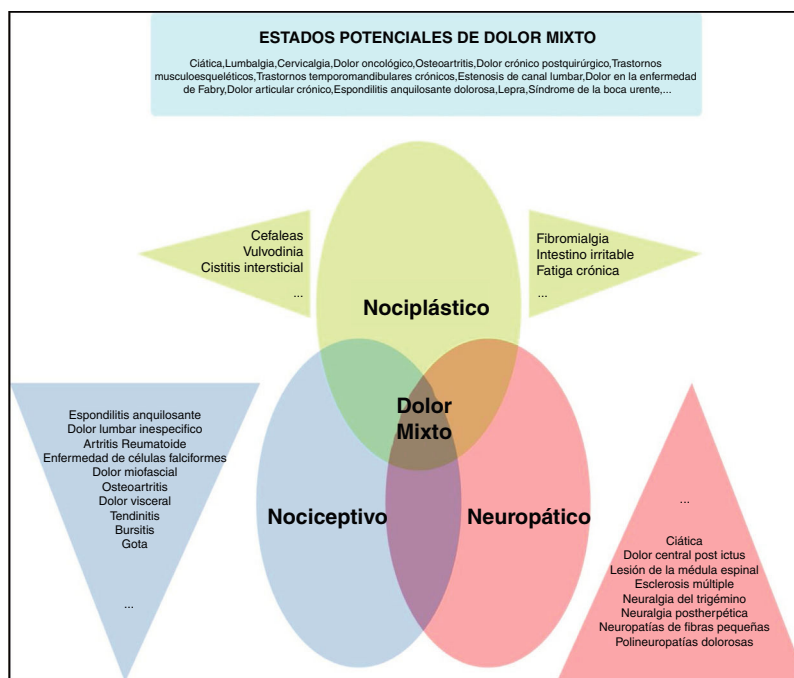 ESTADOS POTENCIALES DE DOLOR MIXTO
Ciática,Lumbalgia,Cervicalgia,Dolor oncológico,Osteoartritis,Dolor crónico postquirúrgico,Trastornos
musculoesqueléticos,Trastornos temporomandibulares crónicos,Estenosis de canal lumbar,Dolor en la enfermedad
de Fabry,Dolor articular crónico,Espondilitis anquilosante dolorosa,Lepra,Síndrome de la boca urente,...
Cefaleas
Vulvodinia
Cistitis intersticial
...
Fibromialgia
Intestino irritable
Fatiga crónica
...
Nociplástico
Dolor
Mixto
Nociceptivo
Neuropático
Espondilitis anquilosante
Dolor lumbar inespecifico
Artritis Reumatoide
Enfermedad de células falciformes
Dolor miofascial
Osteoartritis
Dolor visceral
Tendinitis
Bursitis
Gota
...
...
Ciática
Dolor central post ictus
Lesión de la médula espinal
Esclerosis múltiple
Neuralgia del trigémino
Neuralgia postherpética
Neuropatías de fibras pequeñas
Polineuropatías dolorosas